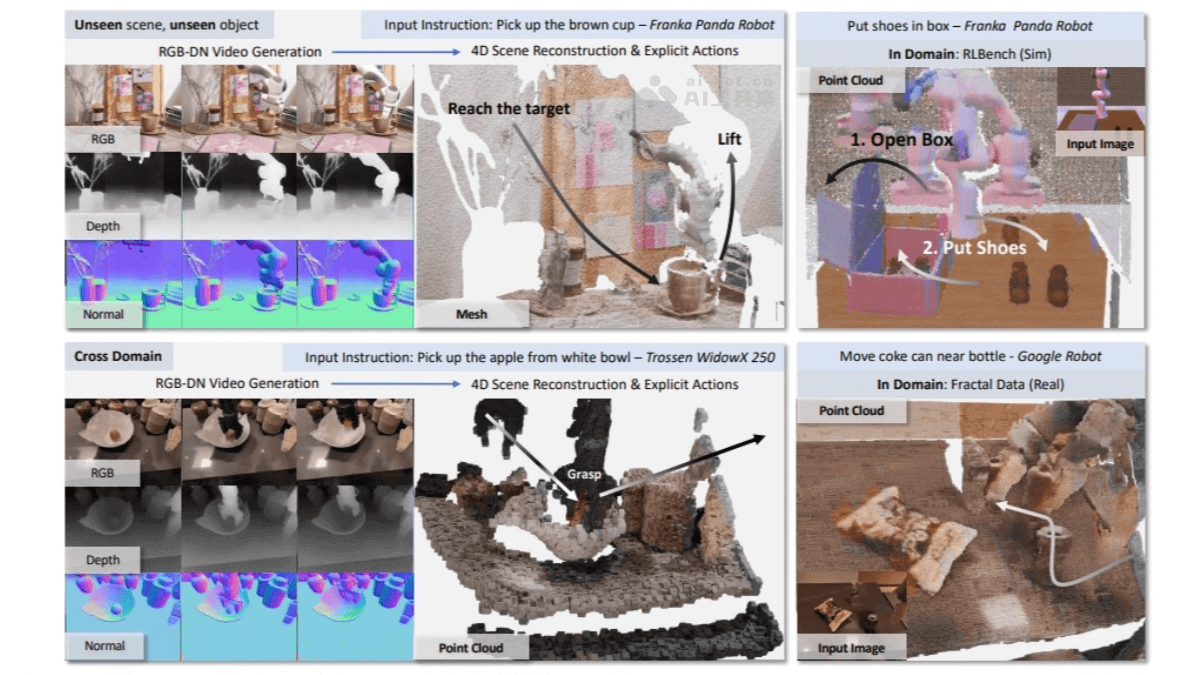 Unseen scene, unseen object
Input Instruction: Pick up the brown cup – Franka Panda Robot
RGB-DN Video Generation
4D Scene Reconstruction & Explicit Actions
RGB
Depth
Normal
Reach the target
Lift
Mesh
Put shoes in box – Franka Panda Robot
In Domain: RLBench (Sim)
Point Cloud
Input Image
1. Open Box
2. Put Shoes
Cross Domain
Input Instruction: Pick up the apple from white bowl – Trossen WidowX 250
RGB-DN Video Generation
4D Scene Reconstruction & Explicit Actions
RGB
Depth
Normal
Grasp
Point Cloud
Move coke can near bottle - Google Robot
In Domain: Fractal Data (Real)
Point Cloud
Input Image